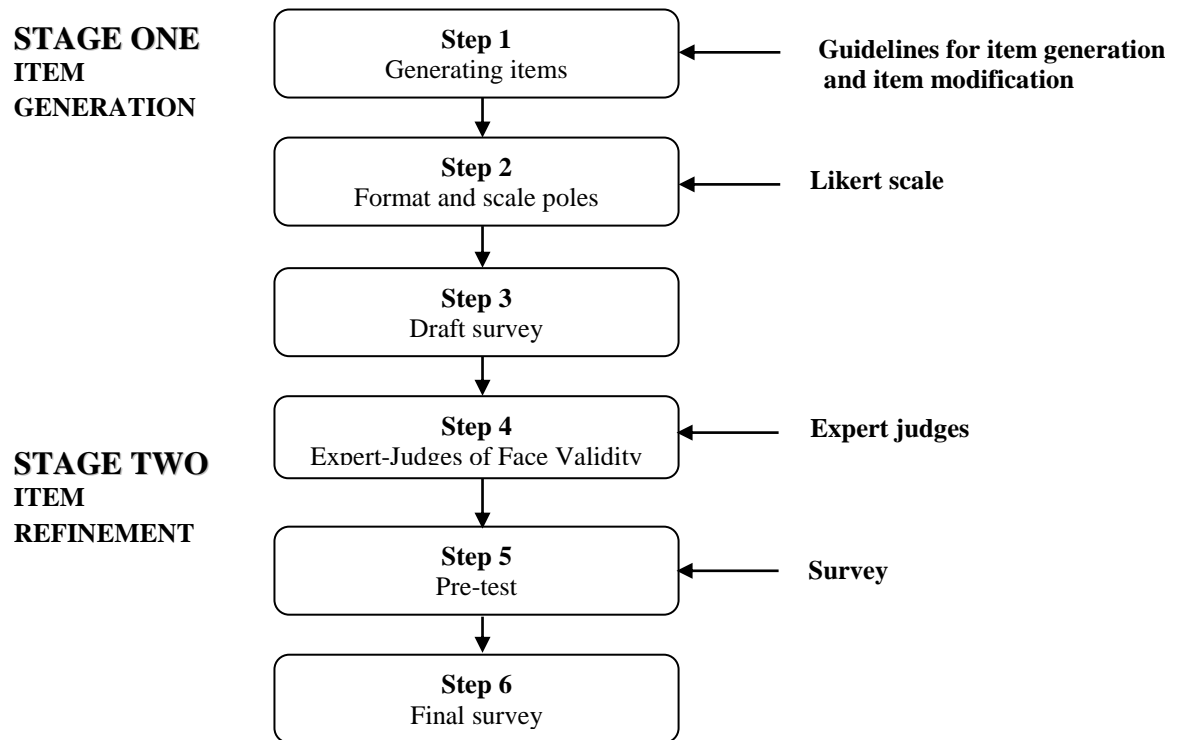 STAGE ONE
ITEM
GENERATION
Step 1
Generating items
Guidelines for item generation
and item modification
Step 2
Format and scale poles
Likert scale
Step 3
Draft survey
STAGE TWO
ITEM
REFINEMENT
Step 4
Expert-Judges of Face Validity
Expert judges
Step 5
Pre-test
Survey
Step 6
Final survey